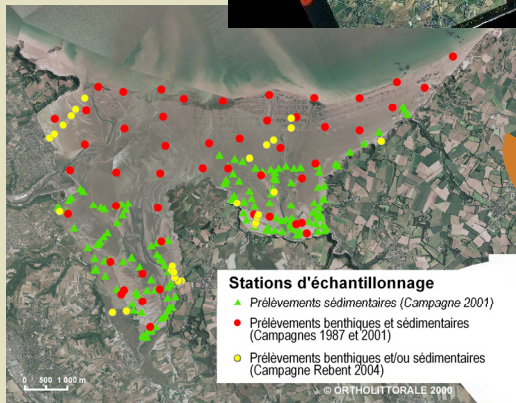 Stations d'échantillonnage
Prélèvements sédimentaires (Campagne 2001)
Prélèvements benthiques et sédimentaires
(Campagnes 1987 et 2001)
Prélèvements benthiques et/ou sédimentaires
(Campagne Rebent 2004)
0 500 1 000 m
© ORTHOLITTORALE 2000